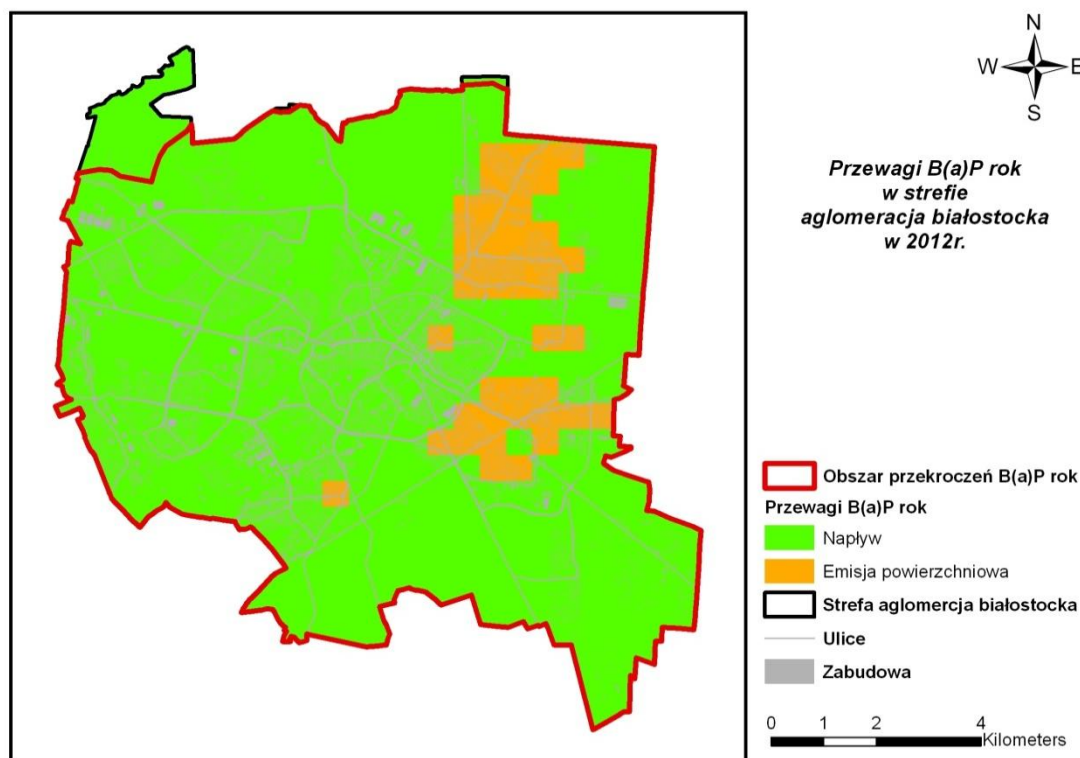 N
W E
S
Przewagi B(a)P rok
w strefie
aglomeracja białostocka
w 2012r.
Obszar przekroczeń B(a)P rok
Przewagi B(a)P rok
Napływ
Emisja powierzchniowa
Strefa aglomercja białostocka
Ulice
Zabudowa
0 1 2 4
Kilometers